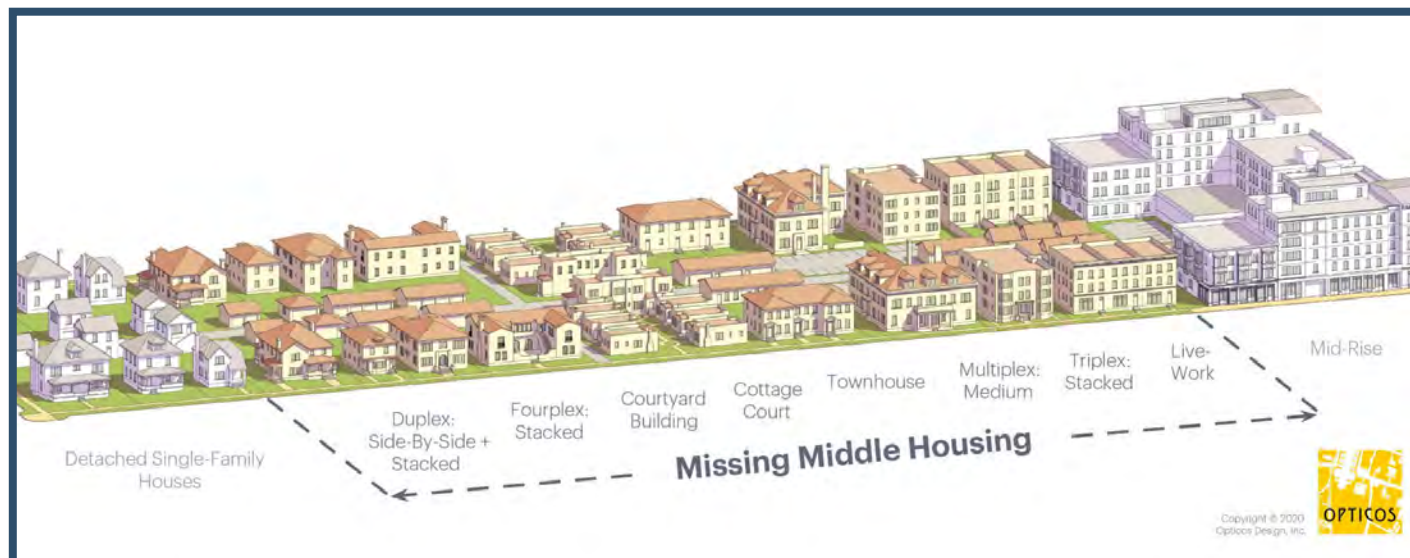 Detached Single-Family
Houses
Duplex:
Side-By-Side +
Stacked
Fourplex:
Stacked
Courtyard
Building
Cottage
Court
Townhouse
Multiplex:
Medium
Triplex:
Stacked
Live-
Work
Mid-Rise
Missing Middle Housing
Copyright © 2020
Opticos Design, Inc.
OPTICOS